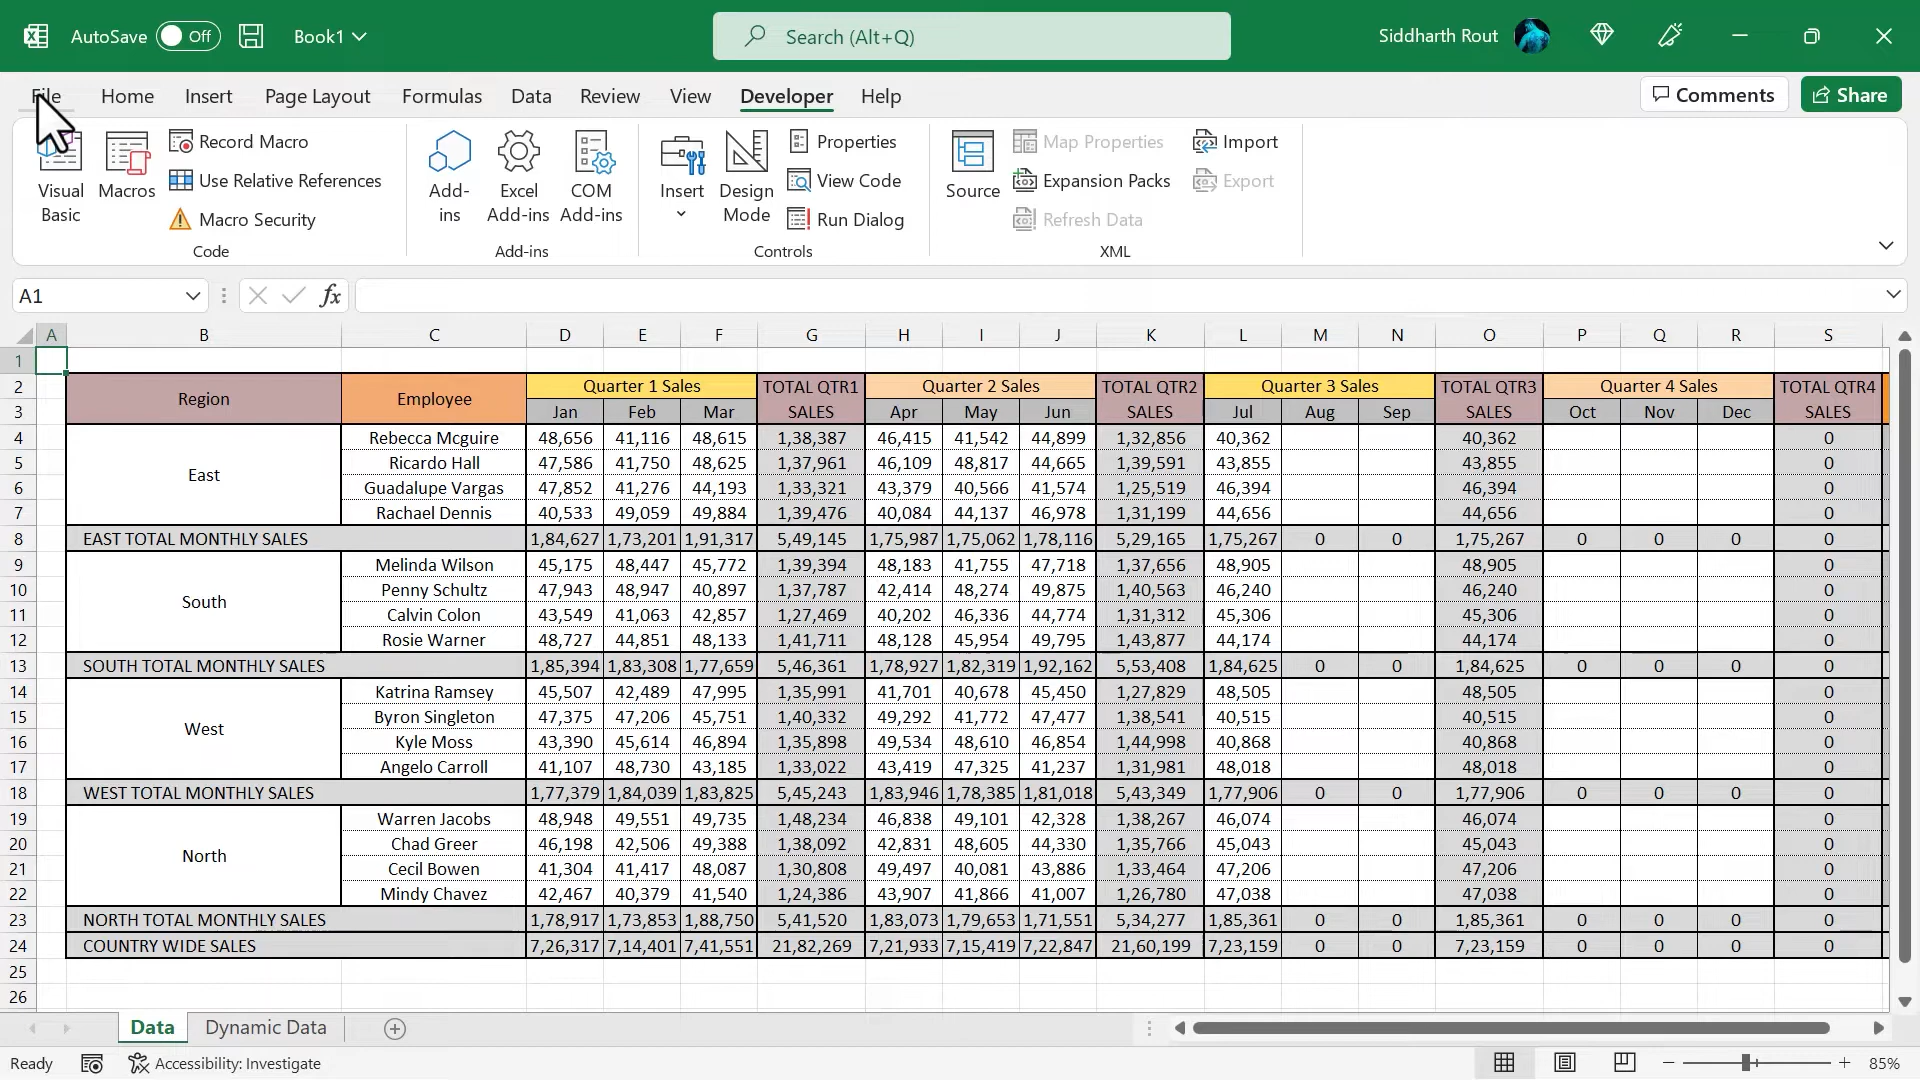 AutoSave Off Book1 Search (Alt+Q) Siddharth Rout
File Home Insert Page Layout Formulas Data Review View Developer Help Comments Share
Visual Basic
Macros
Record Macro
Use Relative References
Macro Security
Code
Add-ins
Excel Add-ins
COM Add-ins
Add-ins
Insert
Design Mode
Properties
View Code
Run Dialog
Controls
Source
Map Properties
Expansion Packs
Refresh Data
Import
Export
XML
A1 fx
A B C D E F G H I J K L M N O P Q R S
1
2 Region Employee Quarter 1 Sales TOTAL QTR1 SALES Quarter 2 Sales TOTAL QTR2 SALES Quarter 3 Sales TOTAL QTR3 SALES Quarter 4 Sales TOTAL QTR4 SALES
3 Jan Feb Mar Apr May Jun Jul Aug Sep Oct Nov Dec
4 East Rebecca Mcguire 48,656 41,116 48,615 1,38,387 46,415 41,542 44,899 1,32,856 40,362 40,362 0
5 Ricardo Hall 47,586 41,750 48,625 1,37,961 46,109 48,817 44,665 1,39,591 43,855 43,855 0
6 Guadalupe Vargas 47,852 41,276 44,193 1,33,321 43,379 40,566 41,574 1,25,519 46,394 46,394 0
7 Rachael Dennis 40,533 49,059 49,884 1,39,476 40,084 44,137 46,978 1,31,199 44,656 44,656 0
8 EAST TOTAL MONTHLY SALES 1,84,627 1,73,201 1,91,317 5,49,145 1,75,987 1,75,062 1,78,116 5,29,165 1,75,267 0 0 1,75,267 0 0 0 0
9 South Melinda Wilson 45,175 48,447 45,772 1,39,394 48,183 41,755 47,718 1,37,656 48,905 48,905 0
10 Penny Schultz 47,943 48,947 40,897 1,37,787 42,414 48,274 49,875 1,40,563 46,240 46,240 0
11 Calvin Colon 43,549 41,063 42,857 1,27,469 40,202 46,336 44,774 1,31,312 45,306 45,306 0
12 Rosie Warner 48,727 44,851 48,133 1,41,711 48,128 45,954 49,795 1,43,877 44,174 44,174 0
13 SOUTH TOTAL MONTHLY SALES 1,85,394 1,83,308 1,77,659 5,46,361 1,78,927 1,82,319 1,92,162 5,53,408 1,84,625 0 0 1,84,625 0 0 0 0
14 West Katrina Ramsey 45,507 42,489 47,995 1,35,991 41,701 40,678 45,450 1,27,829 48,505 48,505 0
15 Byron Singleton 47,375 47,206 45,751 1,40,332 49,292 41,772 47,477 1,38,541 40,515 40,515 0
16 Kyle Moss 43,390 45,614 46,894 1,35,898 49,534 48,610 46,854 1,44,998 40,868 40,868 0
17 Angelo Carroll 41,107 48,730 43,185 1,33,022 43,419 47,325 41,237 1,31,981 48,018 48,018 0
18 WEST TOTAL MONTHLY SALES 1,77,379 1,84,039 1,83,825 5,45,243 1,83,946 1,78,385 1,81,018 5,43,349 1,77,906 0 0 1,77,906 0 0 0 0
19 North Warren Jacobs 48,948 49,551 49,735 1,48,234 46,838 49,101 42,328 1,38,267 46,074 46,074 0
20 Chad Greer 46,198 42,506 49,388 1,38,092 42,831 48,605 44,330 1,35,766 45,043 45,043 0
21 Cecil Bowen 41,304 41,417 48,087 1,30,808 49,497 40,081 43,886 1,33,464 47,206 47,206 0
22 Mindy Chavez 42,467 40,379 41,540 1,24,386 43,907 41,866 41,007 1,26,780 47,038 47,038 0
23 NORTH TOTAL MONTHLY SALES 1,78,917 1,73,853 1,88,750 5,41,520 1,83,073 1,79,653 1,71,551 5,34,277 1,85,361 0 0 1,85,361 0 0 0 0
24 COUNTRY WIDE SALES 7,26,317 7,14,401 7,41,551 21,82,269 7,21,933 7,15,419 7,22,847 21,60,199 7,23,159 0 0 7,23,159 0 0 0 0
25
26
Data Dynamic Data
Ready Accessibility: Investigate 85%